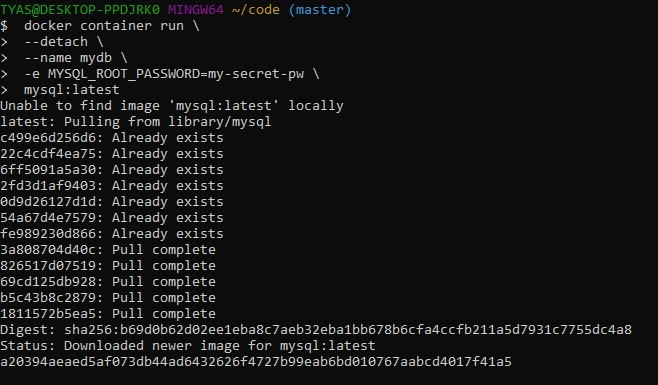 TYAS@DESKTOP-PPDJRK0 MINGW64 ~/code (master)
$  docker container run \
>  --detach \
>  --name mydb \
>  -e MYSQL_ROOT_PASSWORD=my-secret-pw \
>  mysql:latest
Unable to find image 'mysql:latest' locally
latest: Pulling from library/mysql
c499e6d256d6: Already exists
22c4cdf4ea75: Already exists
6ff5091a5a30: Already exists
2fd3d1af9403: Already exists
0d9d26127d1d: Already exists
54a67d4e7579: Already exists
fe989230d866: Already exists
3a808704d40c: Pull complete
826517d07519: Pull complete
69cd125db928: Pull complete
b5c43b8c2879: Pull complete
1811572b5ea5: Pull complete
Digest: sha256:b69d0b62d02ee1eba8c7aeb32eba1bb678b6cfa4ccfb211a5d7931c7755dc4a8
Status: Downloaded newer image for mysql:latest
a20394aeaed5af073db44ad6432626f4727b99eab6bd010767aabcd4017f41a5